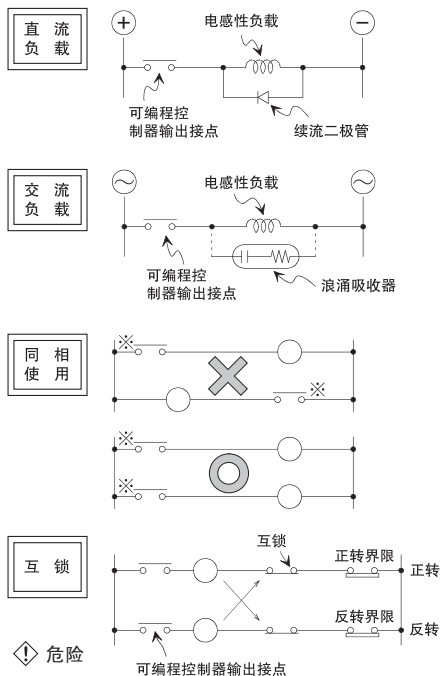 直 流
负 载
+
电感性负载
−
可编程控
制器输出接点
续流二极管
交 流
负 载
电感性负载
可编程控
制器输出接点
浪涌吸收器
同 相
使 用
※
※
※
※
互 锁
互锁
正转界限
正转
反转界限
反转
危险
可编程控制器输出接点